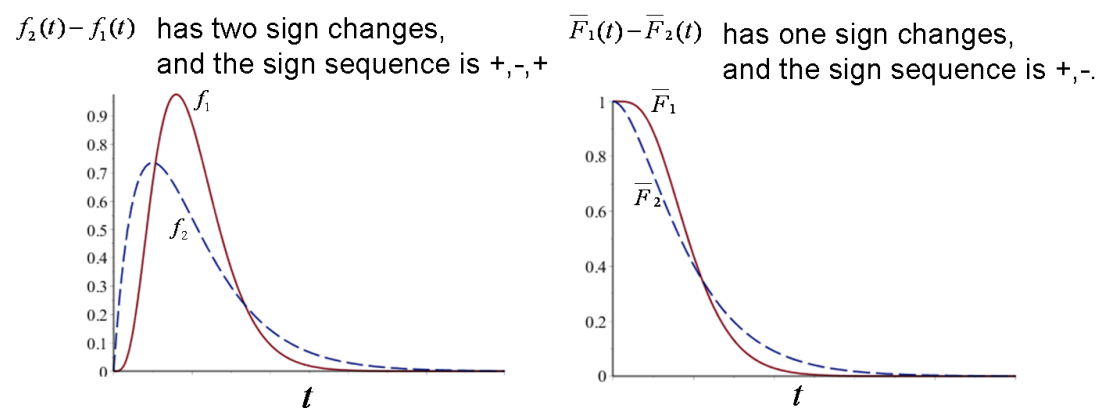 f₂(t) – f₁(t) has two sign changes,
and the sign sequence is +,-,+
0.9
0.8
0.7
0.6
0.5
0.4
0.3
0.2
0.1
0
f₁
f₂
t
F̅₁(t) – F̅₂(t) has one sign changes,
and the sign sequence is +,-.
1
0.8
0.6
0.4
0.2
0
F̅₁
F̅₂
t